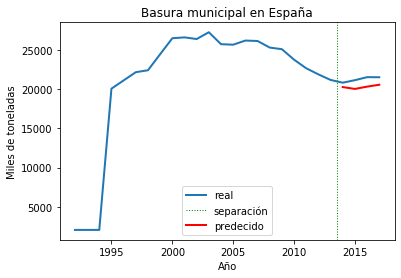 Basura municipal en España
Miles de toneladas
25000
20000
15000
10000
5000
real
separación
predecido
1995
2000
2005
2010
2015
Año